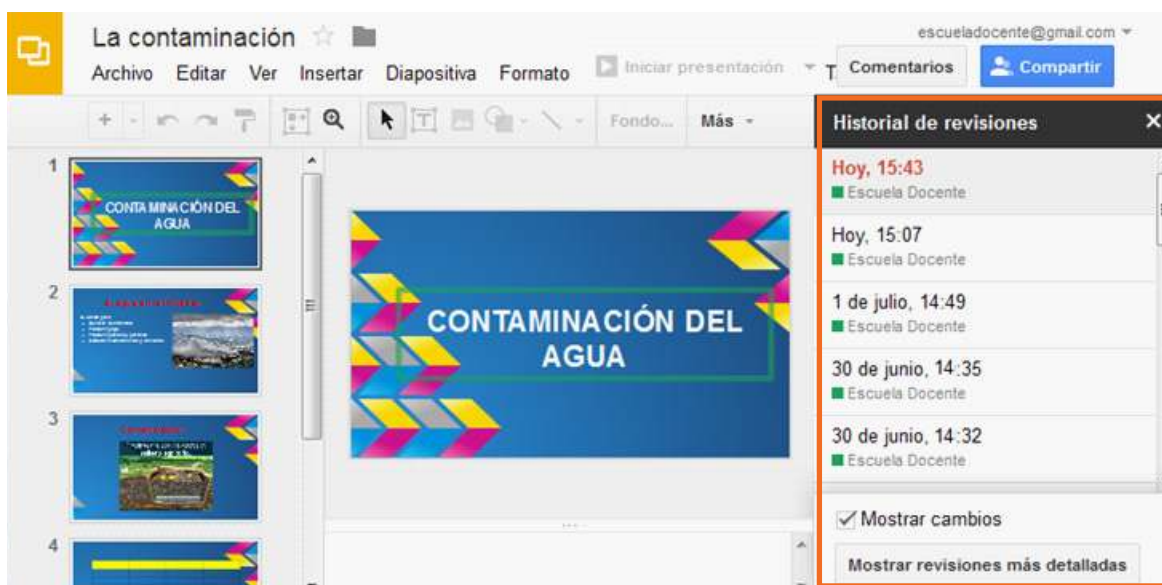 La contaminación
escueladocente@gmail.com
Archivo Editar Ver Insertar Diapositiva Formato Iniciar presentación T Comentarios Compartir
Fondo... Más
Historial de revisiones
Hoy, 15:43
Escuela Docente
Hoy, 15:07
Escuela Docente
1 de julio, 14:49
Escuela Docente
30 de junio, 14:35
Escuela Docente
30 de junio, 14:32
Escuela Docente
Mostrar cambios
Mostrar revisiones más detalladas
1
CONTAMINACIÓN DEL
AGUA
2
3
4
CONTAMINACIÓN DEL
AGUA